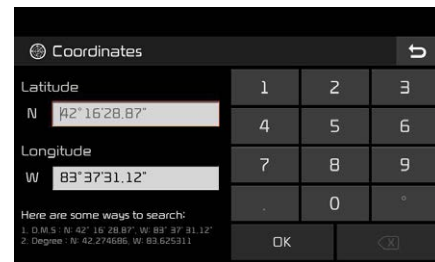 Coordinates
Latitude
N 42°16'28.87"
Longitude
W 83°37'31.12"
Here are some ways to search:
1. D.M.S : N: 42° 16' 28.87", W: 83° 37' 31.12"
2. Degree : N: 42.274686, W: 83.625311
1 2 3
4 5 6
7 8 9
. 0 °
OK